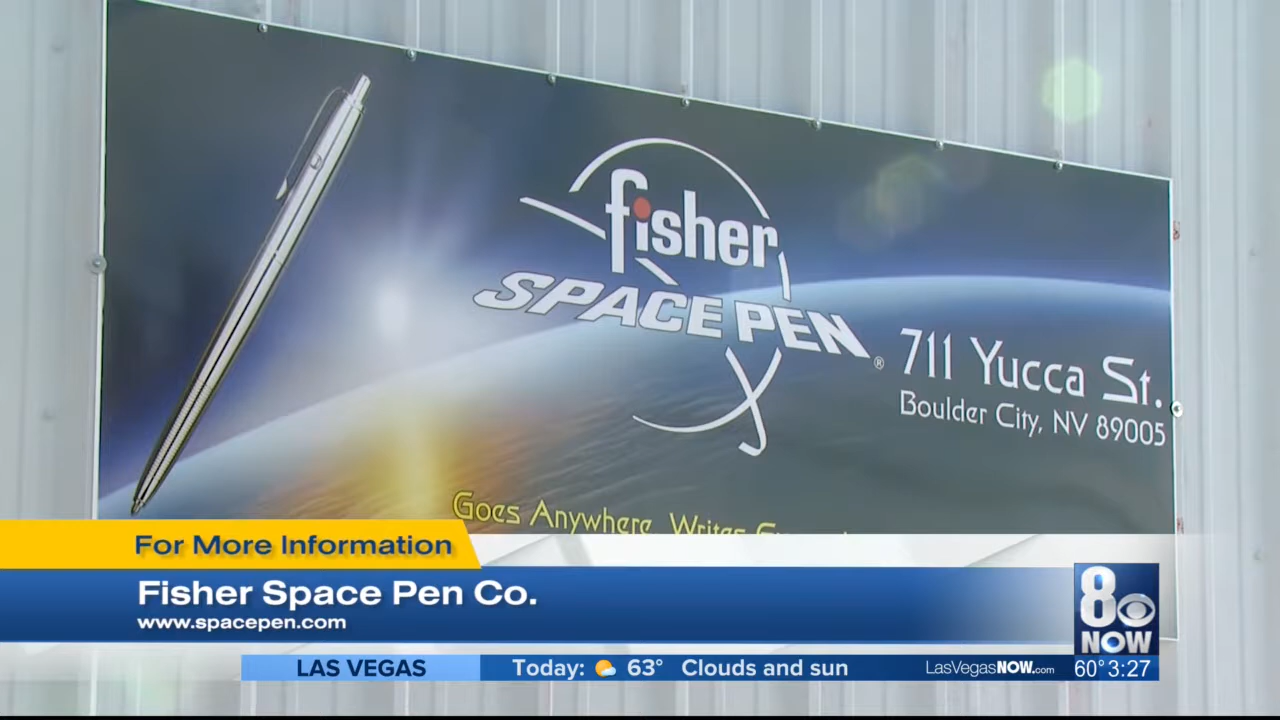 fisher
SPACE PEN ®
711 Yucca St.
Boulder City, NV 89005
Goes Anywhere, Writes
For More Information
Fisher Space Pen Co.
www.spacepen.com
8
NOW
LAS VEGAS
Today: 63° Clouds and sun
LasVegasNOW.com
60° 3:27